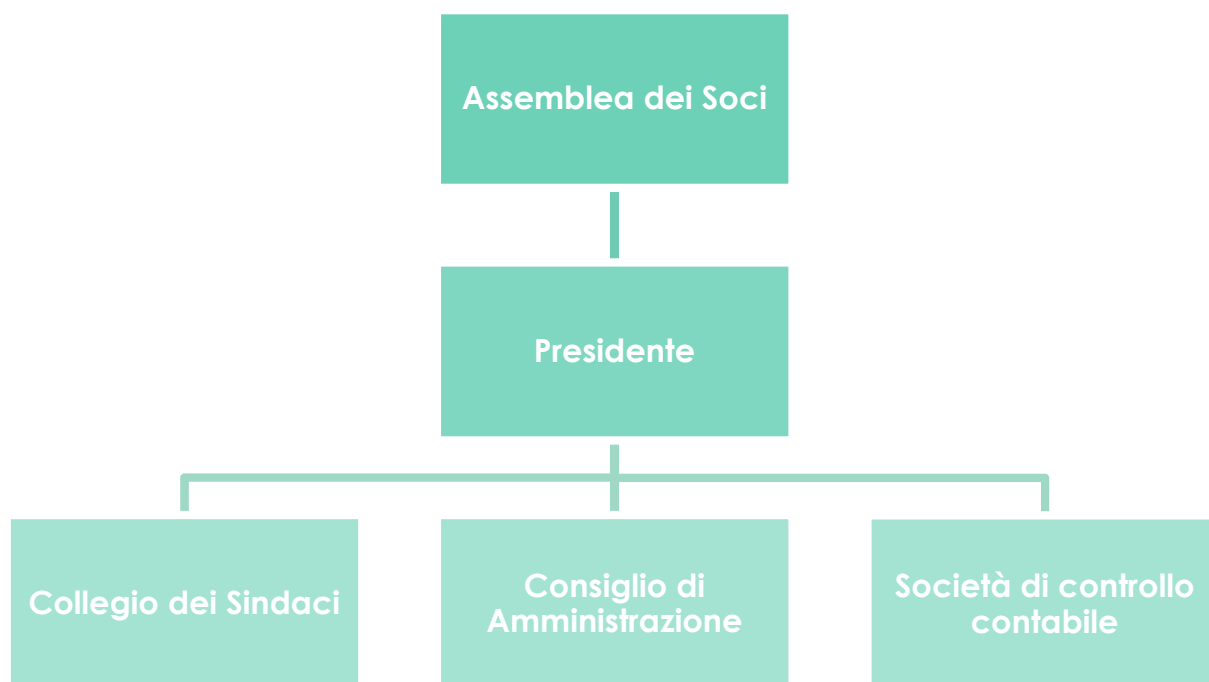 Assemblea dei Soci
Presidente
Collegio dei Sindaci
Consiglio di
Amministrazione
Società di controllo
contabile